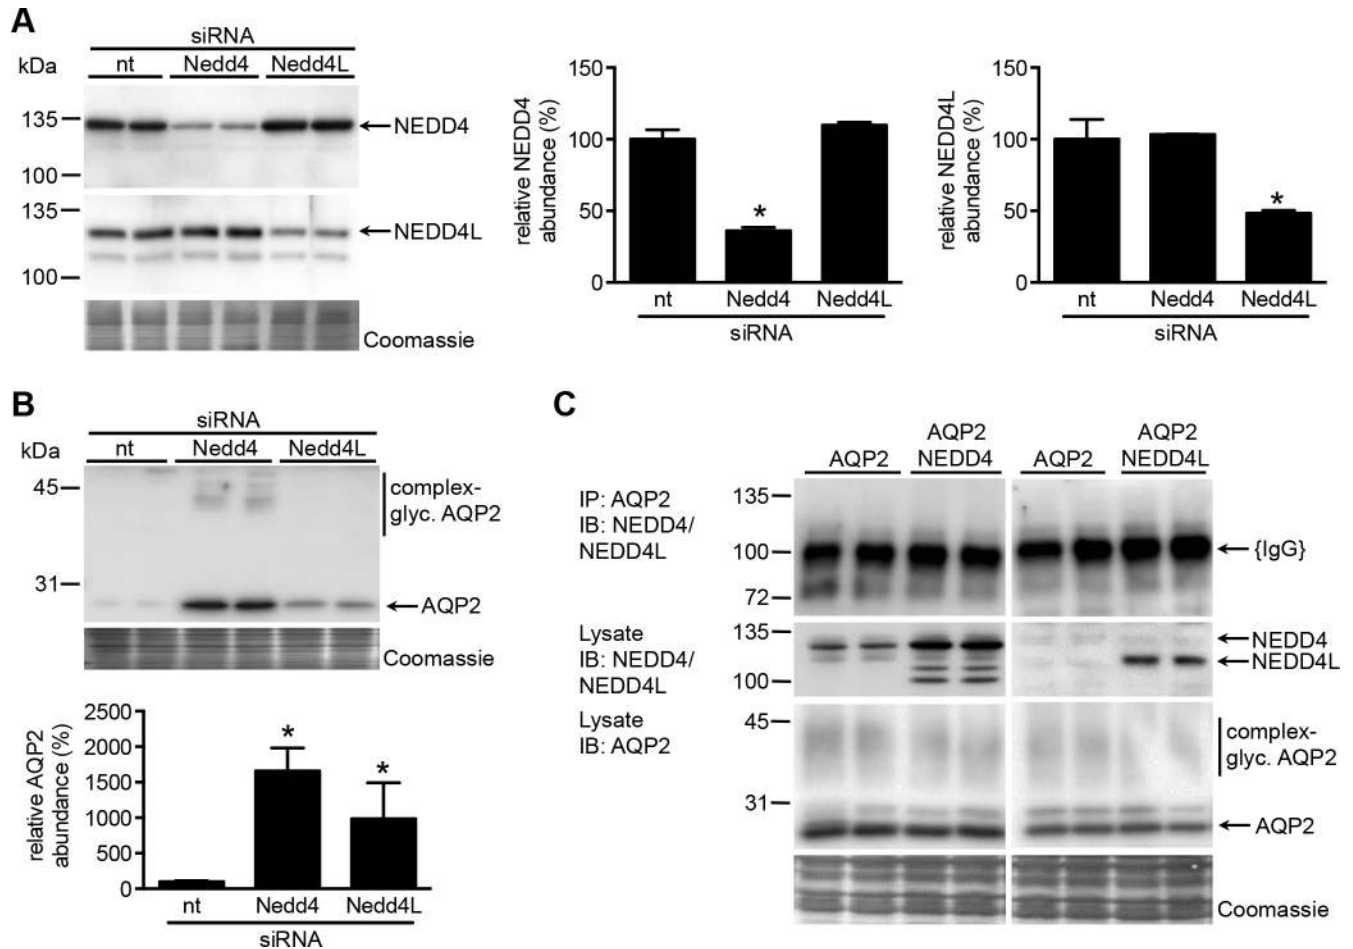 A
siRNA
kDa
nt Nedd4 Nedd4L
135
NEDD4
100
135
NEDD4L
100
Coomassie
relative NEDD4
abundance (%)
150
100
50
0
nt Nedd4 Nedd4L
siRNA
*
relative NEDD4L
abundance (%)
150
100
50
0
nt Nedd4 Nedd4L
siRNA
*
B
siRNA
kDa
nt Nedd4 Nedd4L
45
complex-
glyc. AQP2
31
AQP2
Coomassie
relative AQP2
abundance (%)
2500
2000
1500
1000
500
0
*
*
nt Nedd4 Nedd4L
siRNA
C
AQP2
AQP2
NEDD4
AQP2
AQP2
NEDD4L
IP: AQP2
IB: NEDD4/
NEDD4L
135
100
72
{IgG}
Lysate
IB: NEDD4/
NEDD4L
135
100
NEDD4
NEDD4L
Lysate
IB: AQP2
45
31
complex-
glyc. AQP2
AQP2
Coomassie